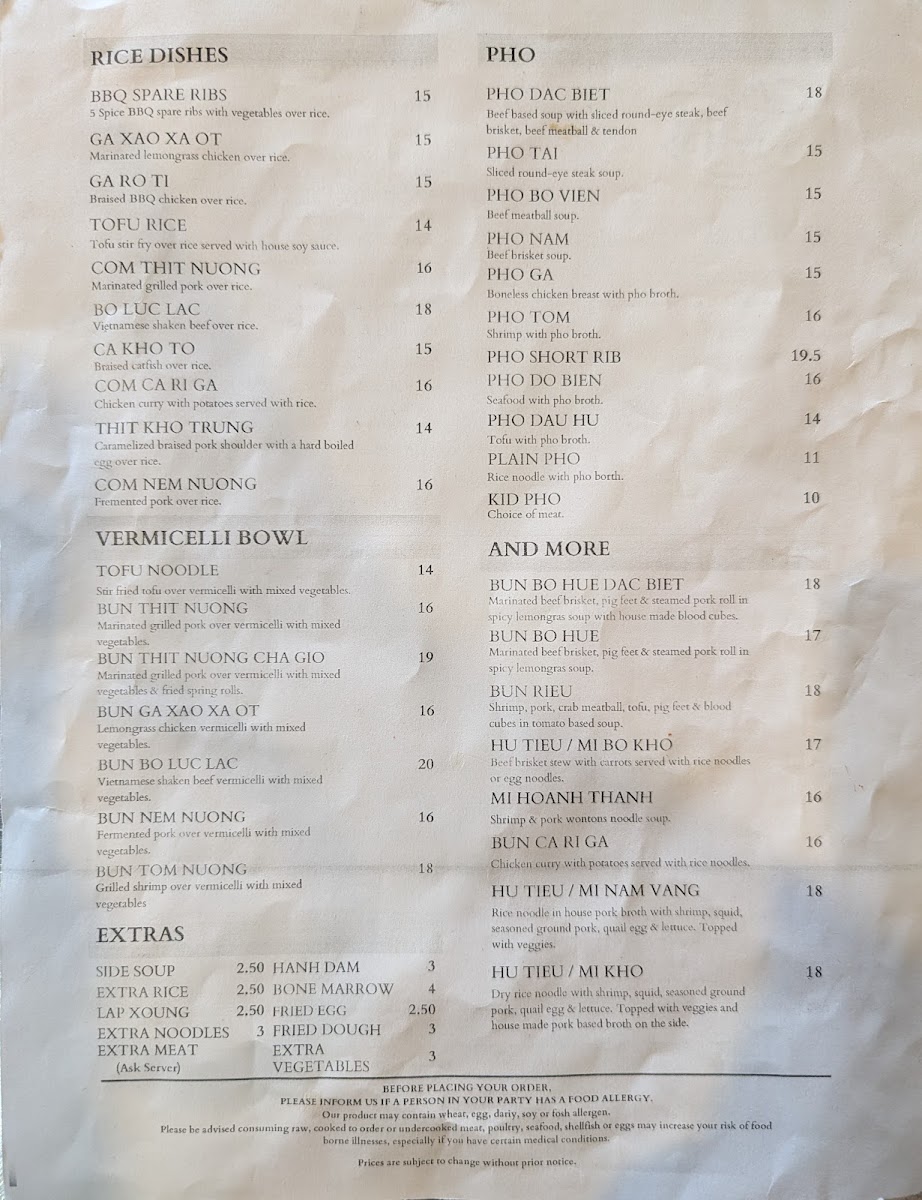 RICE DISHES
BBQ SPARE RIBS 15
5 Spice BBQ spare ribs with vegetables over rice.
GA XAO XA OT 15
Marinated lemongrass chicken over rice.
GA RO TI 15
Braised BBQ chicken over rice.
TOFU RICE 14
Tofu stir fry over rice served with house soy sauce.
COM THIT NUONG 16
Marinated grilled pork over rice.
BO LUC LAC 18
Vietnamese shaken beef over rice.
CA KHO TO 15
Braised catfish over rice.
COM CA RI GA 16
Chicken curry with potatoes served with rice.
THIT KHO TRUNG 14
Caramelized braised pork shoulder with a hard boiled
egg over rice.
COM NEM NUONG 16
Fremented pork over rice.
VERMICELLI BOWL
TOFU NOODLE 14
Stir fried tofu over vermicelli with mixed vegetables.
BUN THIT NUONG 16
Marinated grilled pork over vermicelli with mixed
vegetables.
BUN THIT NUONG CHA GIO 19
Marinated grilled pork over vermicelli with mixed
vegetables & fried spring rolls.
BUN GA XAO XA OT 16
Lemongrass chicken vermicelli with mixed
vegetables.
BUN BO LUC LAC 20
Vietnamese shaken beef vermicelli with mixed
vegetables.
BUN NEM NUONG 16
Fermented pork over vermicelli with mixed
vegetables.
BUN TOM NUONG 18
Grilled shrimp over vermicelli with mixed
vegetables
EXTRAS
SIDE SOUP 2.50
EXTRA RICE 2.50
LAP XOUNG 2.50
EXTRA NOODLES 3
EXTRA MEAT
(Ask Server)
HANH DAM 3
BONE MARROW 4
FRIED EGG 2.50
FRIED DOUGH 3
EXTRA
VEGETABLES 3
PHO
PHO DAC BIET 18
Beef based soup with sliced round-eye steak, beef
brisket, beef meatball & tendon
PHO TAI 15
Sliced round-eye steak soup.
PHO BO VIEN 15
Beef meatball soup.
PHO NAM 15
Beef brisket soup.
PHO GA 15
Boneless chicken breast with pho broth.
PHO TOM 16
Shrimp with pho broth.
PHO SHORT RIB 19.5
PHO DO BIEN 16
Seafood with pho broth.
PHO DAU HU 14
Tofu with pho broth.
PLAIN PHO 11
Rice noodle with pho borth.
KID PHO 10
Choice of meat.
AND MORE
BUN BO HUE DAC BIET 18
Marinated beef brisket, pig feet & steamed pork roll in
spicy lemongras soup with house made blood cubes.
BUN BO HUE 17
Marinated beef brisket, pig feet & steamed pork roll in
spicy lemongras soup.
BUN RIEU 18
Shrimp, pork, crab meatball, tofu, pig feet & blood
cubes in tomato based soup.
HU TIEU / MI BO KHO 17
Beef brisket stew with carrots served with rice noodles
or egg noodles.
MI HOANH THANH 16
Shrimp & pork wontons noodle soup.
BUN CA RI GA 16
Chicken curry with potatoes served with rice noodles.
HU TIEU / MI NAM VANG 18
Rice noodle in house pork broth with shrimp, squid,
seasoned ground pork, quail egg & lettuce. Topped
with veggies.
HU TIEU / MI KHO 18
Dry rice noodle with shrimp, squid, seasoned ground
pork, quail egg & lettuce. Topped with veggies and
house made pork based broth on the side.
BEFORE PLACING YOUR ORDER,
PLEASE INFORM US IF A PERSON IN YOUR PARTY HAS A FOOD ALLERGY.
Our product may contain wheat, egg, dariy, soy or fosh allergen.
Please be advised consuming raw, cooked to order or undercooked meat, poultry, seafood, shellfish or eggs may increase your risk of food
borne illnesses, especially if you have certain medical conditions.
Prices are subject to change without prior notice.